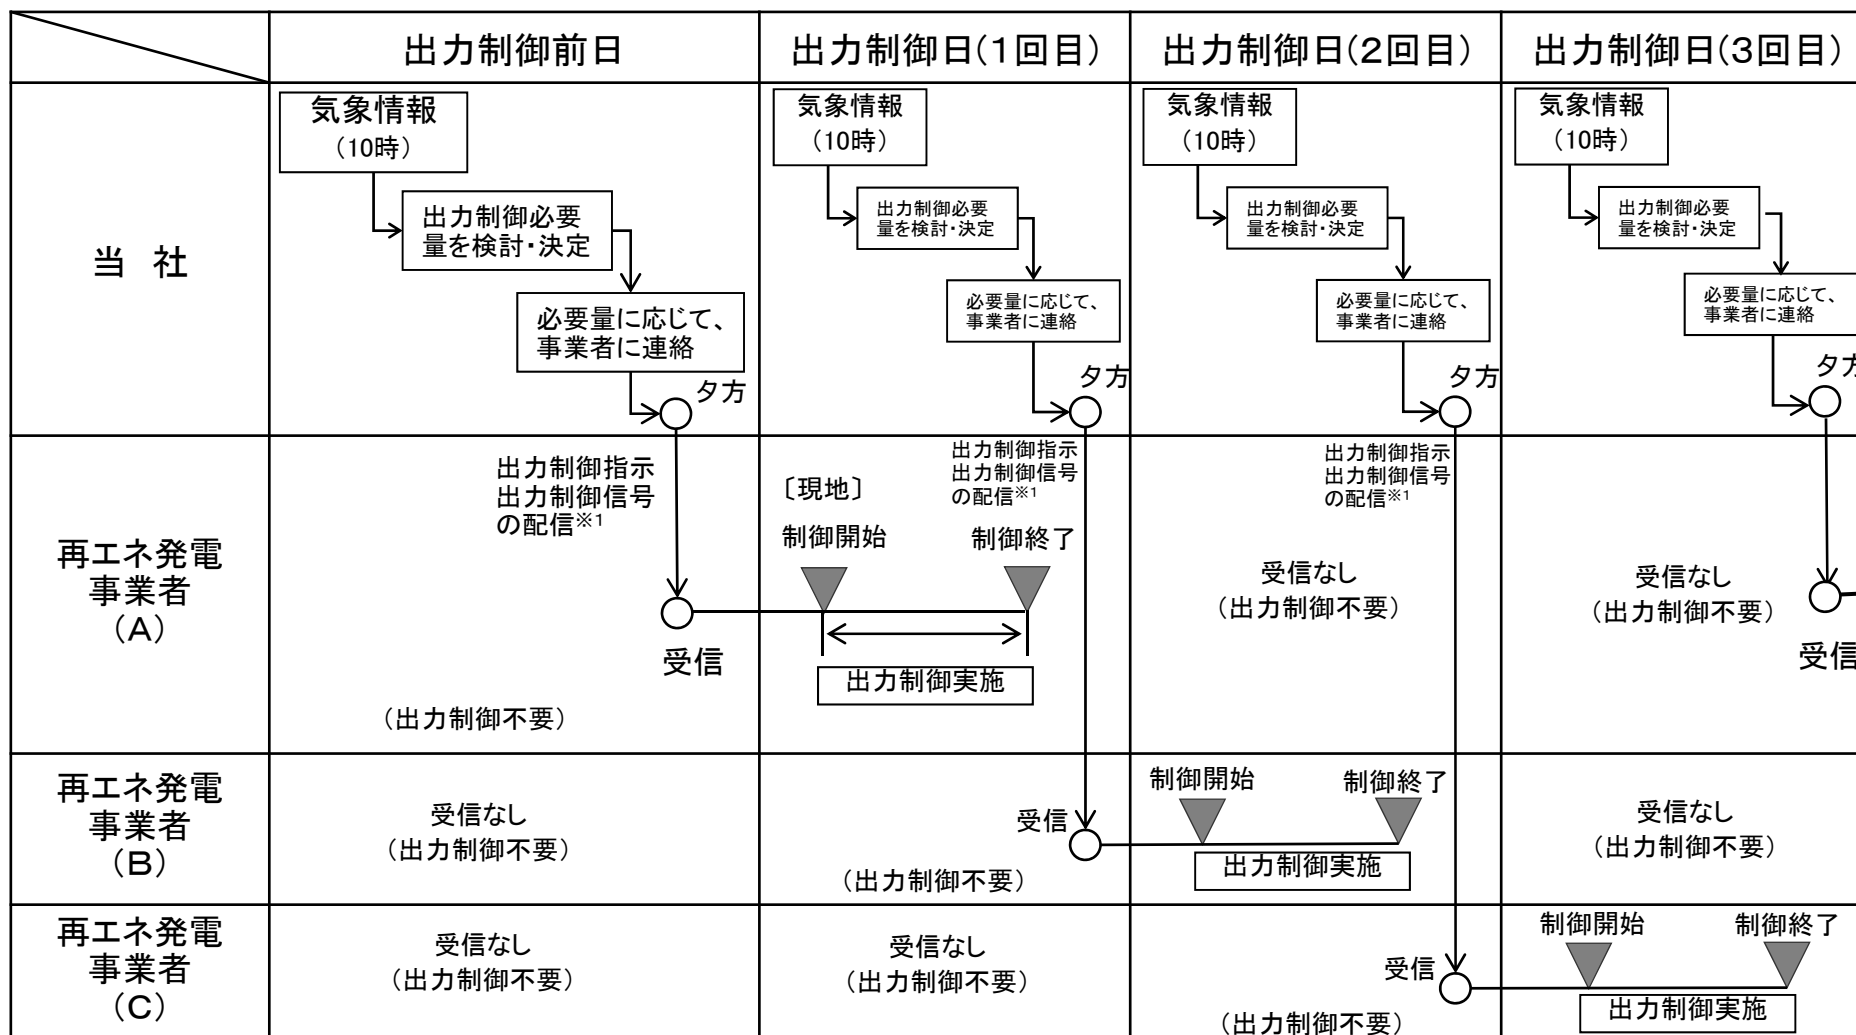 出力制御前日
出力制御日(1回目)
出力制御日(2回目)
出力制御日(3回目)
当 社
気象情報
(10時)
出力制御必要
量を検討・決定
必要量に応じて、
事業者に連絡
夕方
気象情報
(10時)
出力制御必要
量を検討・決定
必要量に応じて、
事業者に連絡
夕方
気象情報
(10時)
出力制御必要
量を検討・決定
必要量に応じて、
事業者に連絡
夕方
気象情報
(10時)
出力制御必要
量を検討・決定
必要量に応じて、
事業者に連絡
夕方
再エネ発電
事業者
(A)
出力制御指示
出力制御信号
の配信※1
受信
(出力制御不要)
〔現地〕
制御開始
制御終了
出力制御実施
出力制御指示
出力制御信号
の配信※1
受信なし
(出力制御不要)
出力制御指示
出力制御信号
の配信※1
受信なし
(出力制御不要)
受信
再エネ発電
事業者
(B)
受信なし
(出力制御不要)
受信
(出力制御不要)
制御開始
制御終了
出力制御実施
受信なし
(出力制御不要)
再エネ発電
事業者
(C)
受信なし
(出力制御不要)
受信なし
(出力制御不要)
受信
(出力制御不要)
制御開始
制御終了
出力制御実施